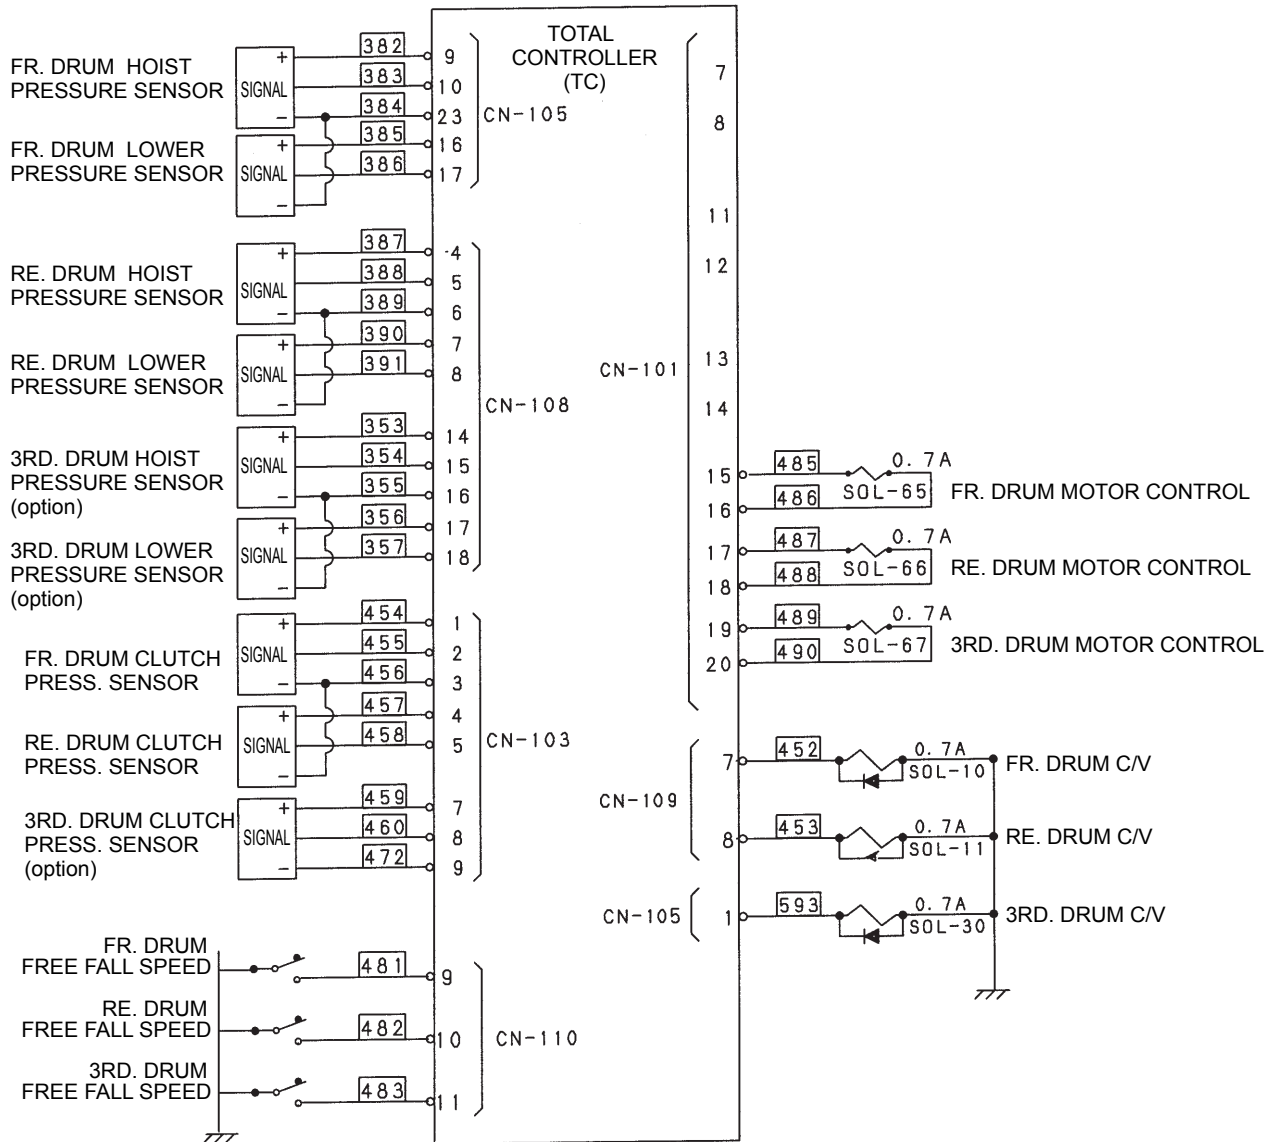 TOTAL
CONTROLLER
(TC)
FR. DRUM HOIST
PRESSURE SENSOR
+
SIGNAL
−
382
9
383
10
384
23
CN-105
FR. DRUM LOWER
PRESSURE SENSOR
+
SIGNAL
−
385
16
386
17
RE. DRUM HOIST
PRESSURE SENSOR
+
SIGNAL
−
387
4
388
5
389
6
RE. DRUM LOWER
PRESSURE SENSOR
+
SIGNAL
−
390
7
391
8
CN-108
3RD. DRUM HOIST
PRESSURE SENSOR
(option)
+
SIGNAL
−
353
14
354
15
355
16
3RD. DRUM LOWER
PRESSURE SENSOR
(option)
+
SIGNAL
−
356
17
357
18
FR. DRUM CLUTCH
PRESS. SENSOR
+
SIGNAL
−
454
1
455
2
456
3
RE. DRUM CLUTCH
PRESS. SENSOR
+
SIGNAL
−
457
4
458
5
CN-103
3RD. DRUM CLUTCH
PRESS. SENSOR
(option)
+
SIGNAL
−
459
7
460
8
472
9
FR. DRUM
FREE FALL SPEED
481
9
RE. DRUM
FREE FALL SPEED
482
10
CN-110
3RD. DRUM
FREE FALL SPEED
483
11
7
8
11
12
CN-101
13
14
15
485
0.7A
SOL-65
FR. DRUM MOTOR CONTROL
16
486
17
487
0.7A
SOL-66
RE. DRUM MOTOR CONTROL
18
488
19
489
0.7A
SOL-67
3RD. DRUM MOTOR CONTROL
20
490
CN-109
7
452
0.7A
SOL-10
FR. DRUM C/V
8
453
0.7A
SOL-11
RE. DRUM C/V
CN-105
1
593
0.7A
SOL-30
3RD. DRUM C/V